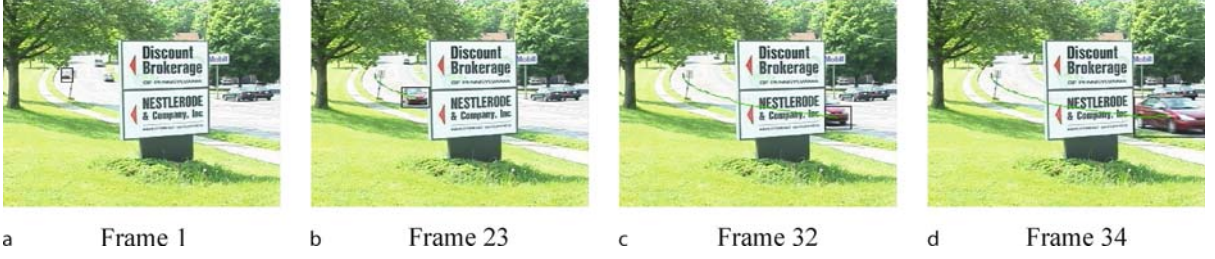 Discount
Brokerage
NESTLERODE
& Company, Inc
Mobil
Discount
Brokerage
NESTLERODE
& Company, Inc
Mobil
Discount
Brokerage
NESTLERODE
& Company, Inc
Mobil
Discount
Brokerage
NESTLERODE
& Company, Inc
a Frame 1
b Frame 23
c Frame 32
d Frame 34